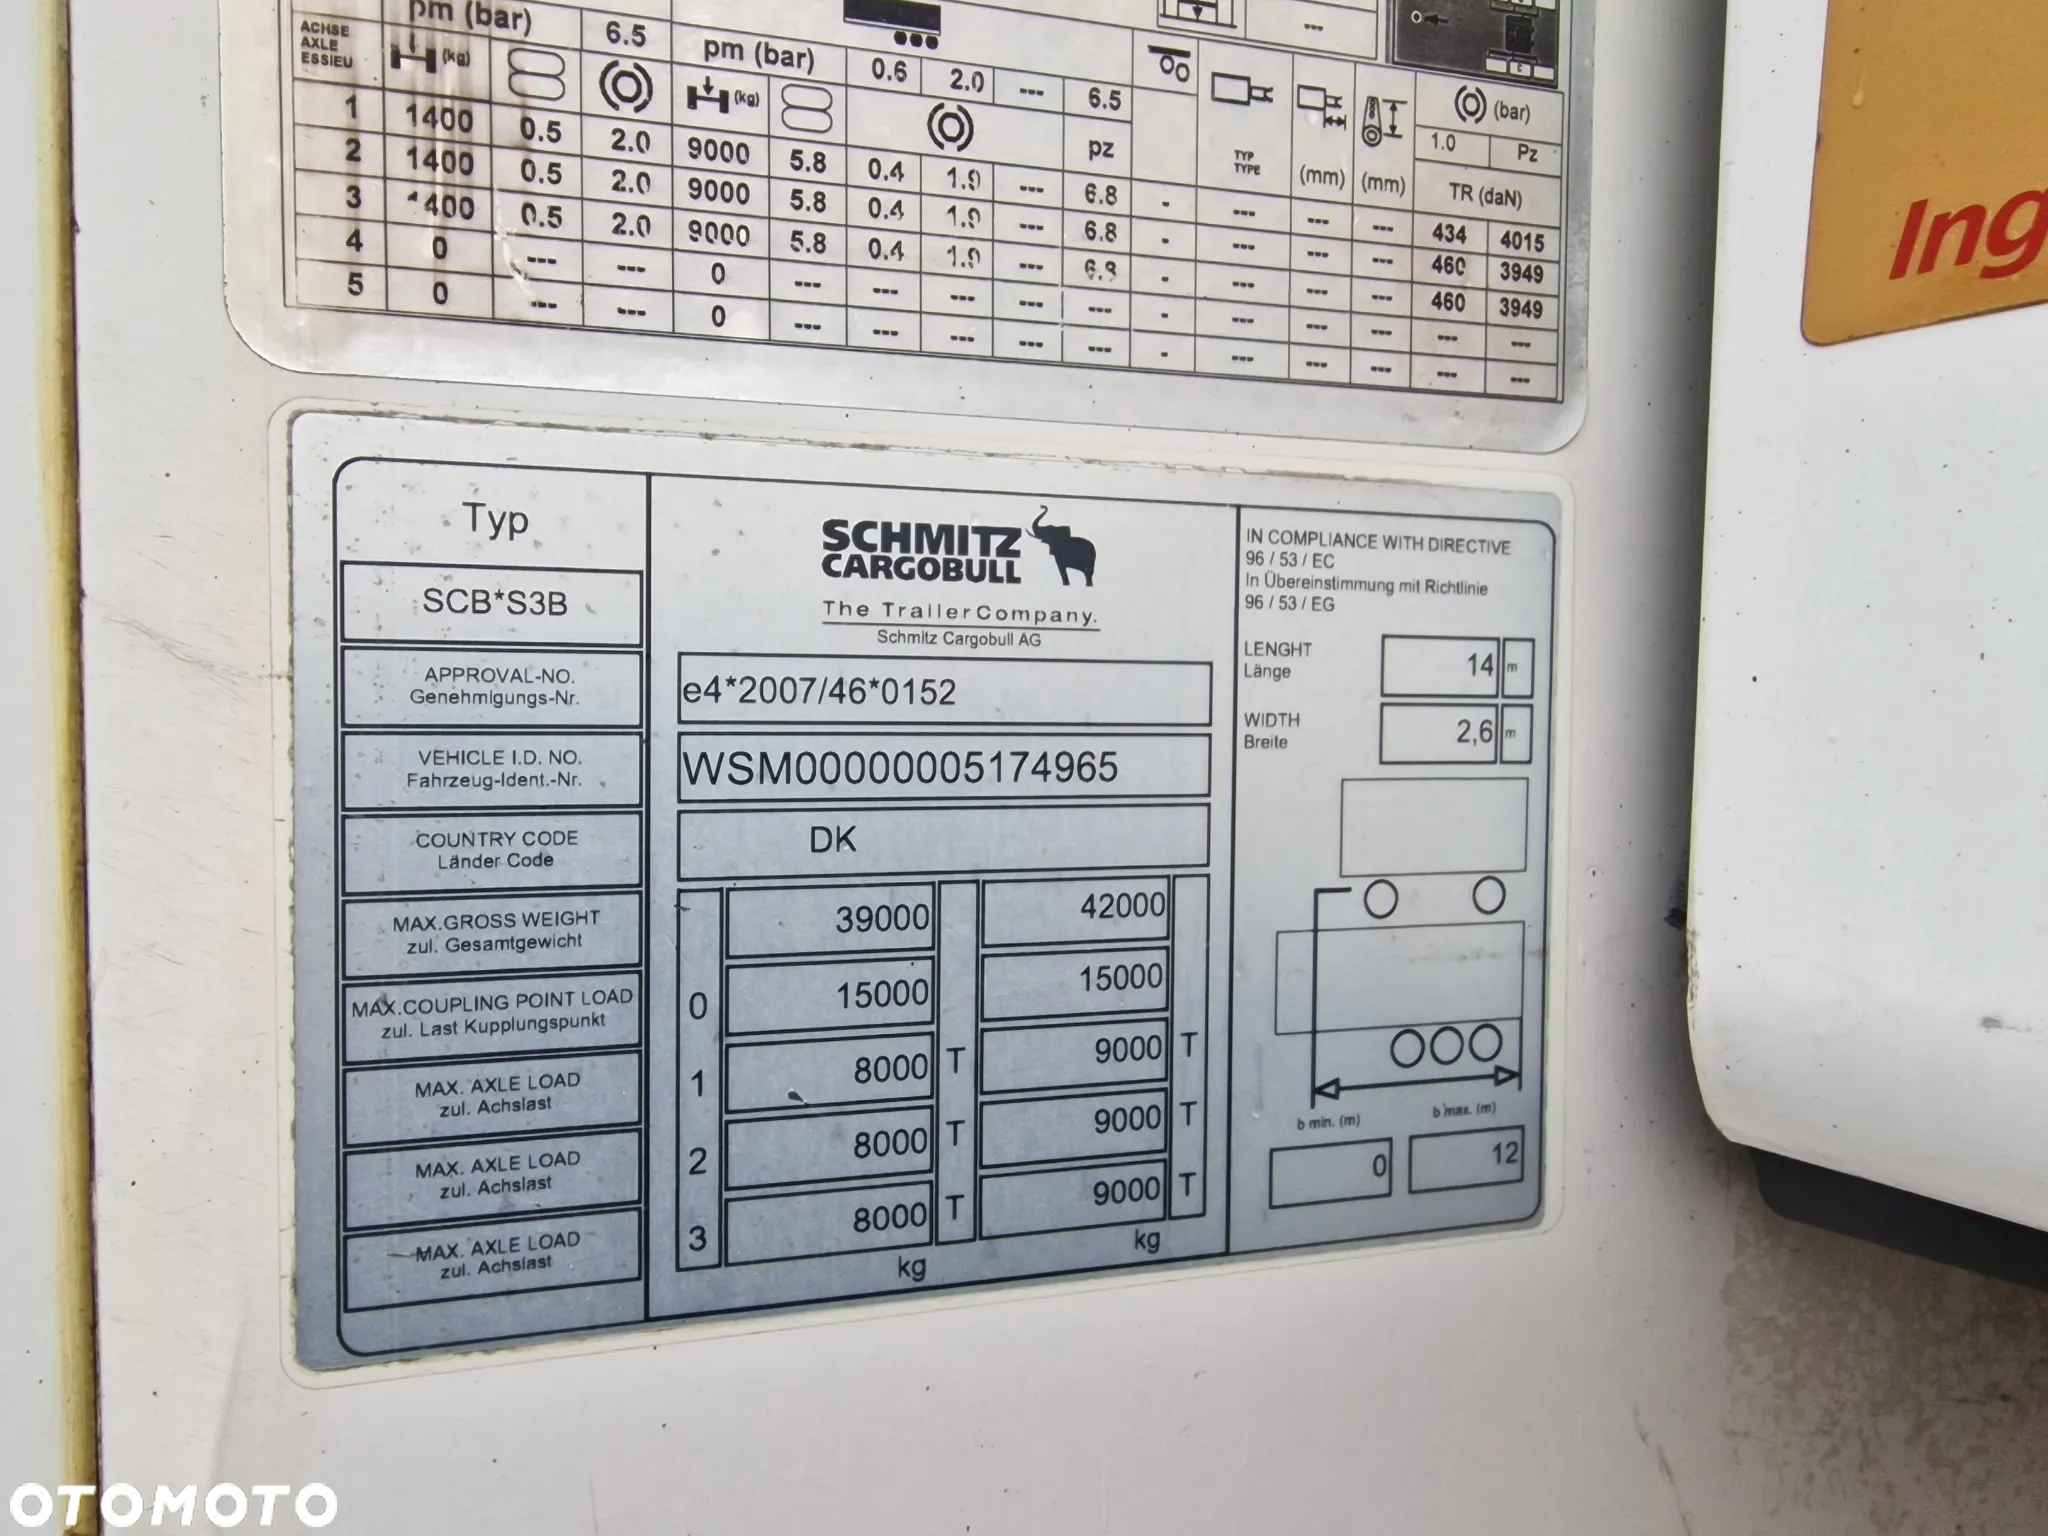 pm (bar) 6.5 pm (bar) 0.6 2.0 --- 6.5
---
ACHSE
AXLE
ESSIEU
(kg) (kg) pz TYP TYPE (mm) (mm) (bar)
1.0 Pz
TR (daN)
1 1400 0.5 2.0 9000 5.8 0.4 1.9 --- 6.8 - --- --- --- 434 4015
2 1400 0.5 2.0 9000 5.8 0.4 1.9 --- 6.8 - --- --- --- 460 3949
3 1400 0.5 2.0 9000 5.8 0.4 1.9 --- 6.8 - --- --- --- 460 3949
4 0 --- --- 0 --- --- --- --- --- - --- --- --- --- ---
5 0 --- --- 0 --- --- --- --- --- - --- --- --- --- ---
Typ
SCB*S3B
SCHMITZ
CARGOBULL
The TrailerCompany.
Schmitz Cargobull AG
APPROVAL-NO.
Genehmigungs-Nr.
e4*2007/46*0152
VEHICLE I.D. NO.
Fahrzeug-Ident.-Nr.
WSM00000005174965
COUNTRY CODE
Länder Code
DK
MAX.GROSS WEIGHT
zul. Gesamtgewicht
39000 42000
MAX.COUPLING POINT LOAD
zul. Last Kupplungspunkt
0 15000 15000
MAX. AXLE LOAD
zul. Achslast
1 8000 T 9000 T
MAX. AXLE LOAD
zul. Achslast
2 8000 T 9000 T
MAX. AXLE LOAD
zul. Achslast
3 8000 T 9000 T
kg kg
IN COMPLIANCE WITH DIRECTIVE
96 / 53 / EC
In Übereinstimmung mit Richtlinie
96 / 53 / EG
LENGHT
Länge
14 m
WIDTH
Breite
2,6 m
b min. (m) b max. (m)
0 12
Ing
OTOMOTO